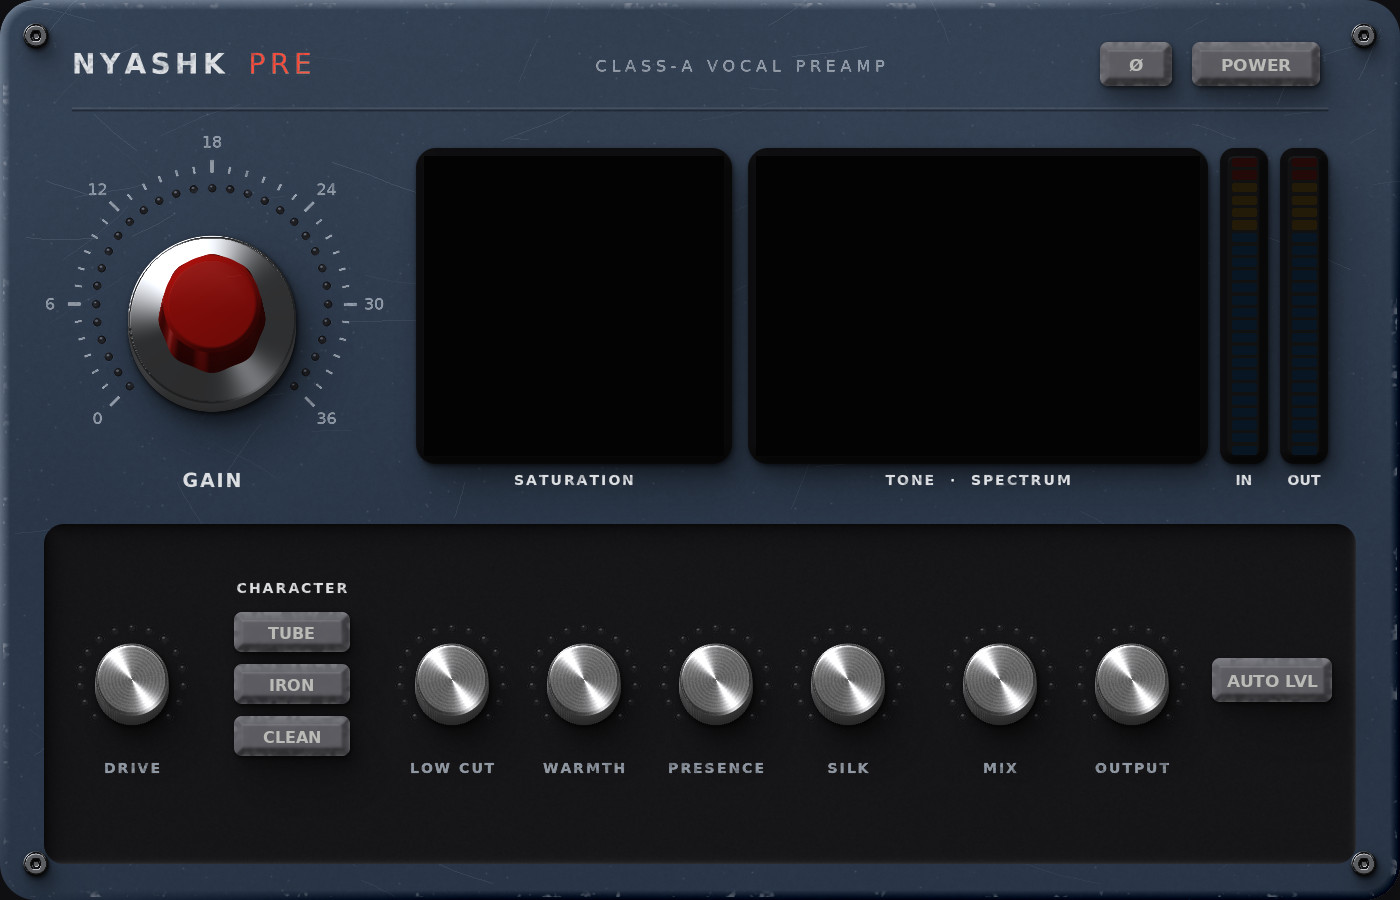 NYASHK PRE
CLASS-A VOCAL PREAMP
Ø
POWER
18
12
24
6
30
0
36
GAIN
SATURATION
TONE · SPECTRUM
IN
OUT
CHARACTER
TUBE
IRON
CLEAN
AUTO LVL
DRIVE
LOW CUT
WARMTH
PRESENCE
SILK
MIX
OUTPUT